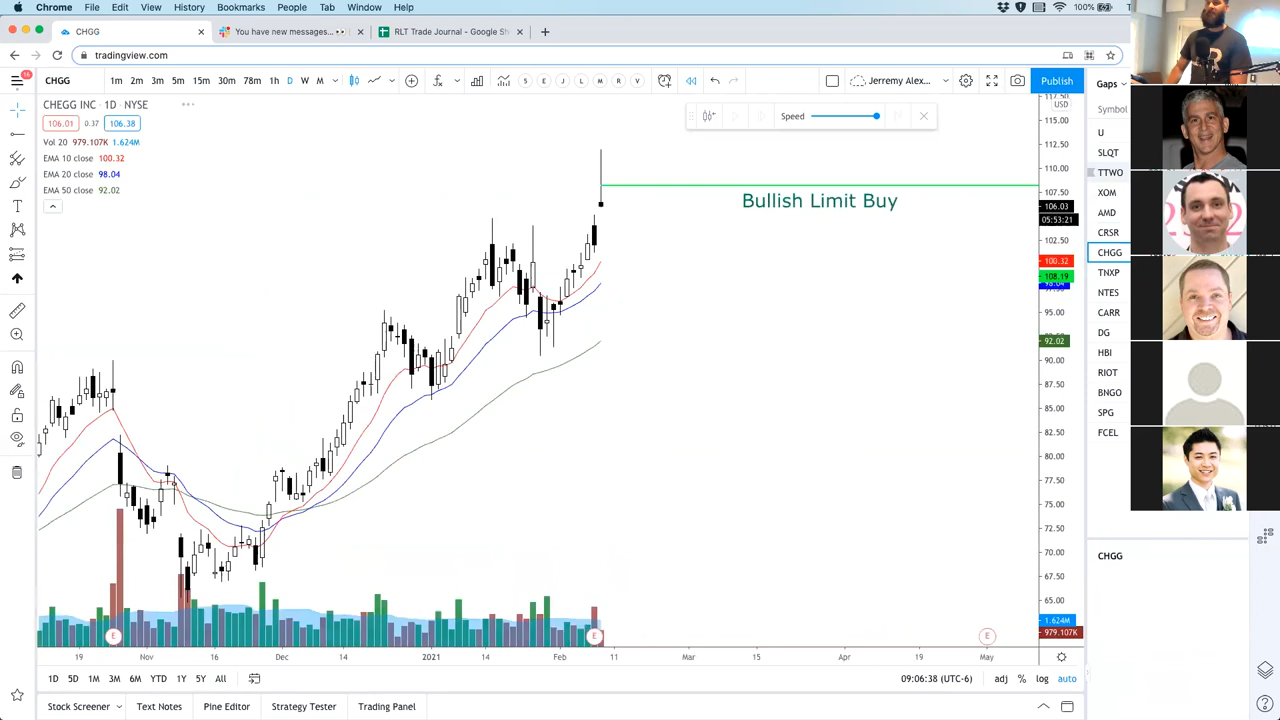 Chrome File Edit View History Bookmarks People Tab Window Help 100%
CHGG You have new messages... RLT Trade Journal - Google Sh
tradingview.com
CHGG 1m 2m 3m 5m 15m 30m 78m 1h D W M S E J L M R V Jerremy Alex... Publish
Gaps
Symbol
CHEGG INC · 1D · NYSE
106.01 0.37 106.38
Vol 20 979.107K 1.624M
EMA 10 close 100.32
EMA 20 close 98.04
EMA 50 close 92.02
Speed
Bullish Limit Buy
117.50
USD
115.00
112.50
110.00
107.50
106.03
05:53:21
102.50
100.32
108.19
98.04
95.00
92.02
90.00
87.50
85.00
82.50
80.00
77.50
75.00
72.50
70.00
67.50
65.00
1.624M
979.107K
U
SLQT
TTWO
XOM
AMD
CRSR
CHGG
TNXP
NTES
CARR
DG
HBI
RIOT
BNGO
SPG
FCEL
CHGG
E E E
19 Nov 16 Dec 14 2021 14 Feb 11 Mar 15 Apr 19 May
1D 5D 1M 3M 6M YTD 1Y 5Y All 09:06:38 (UTC-6) adj % log auto
Stock Screener Text Notes Pine Editor Strategy Tester Trading Panel